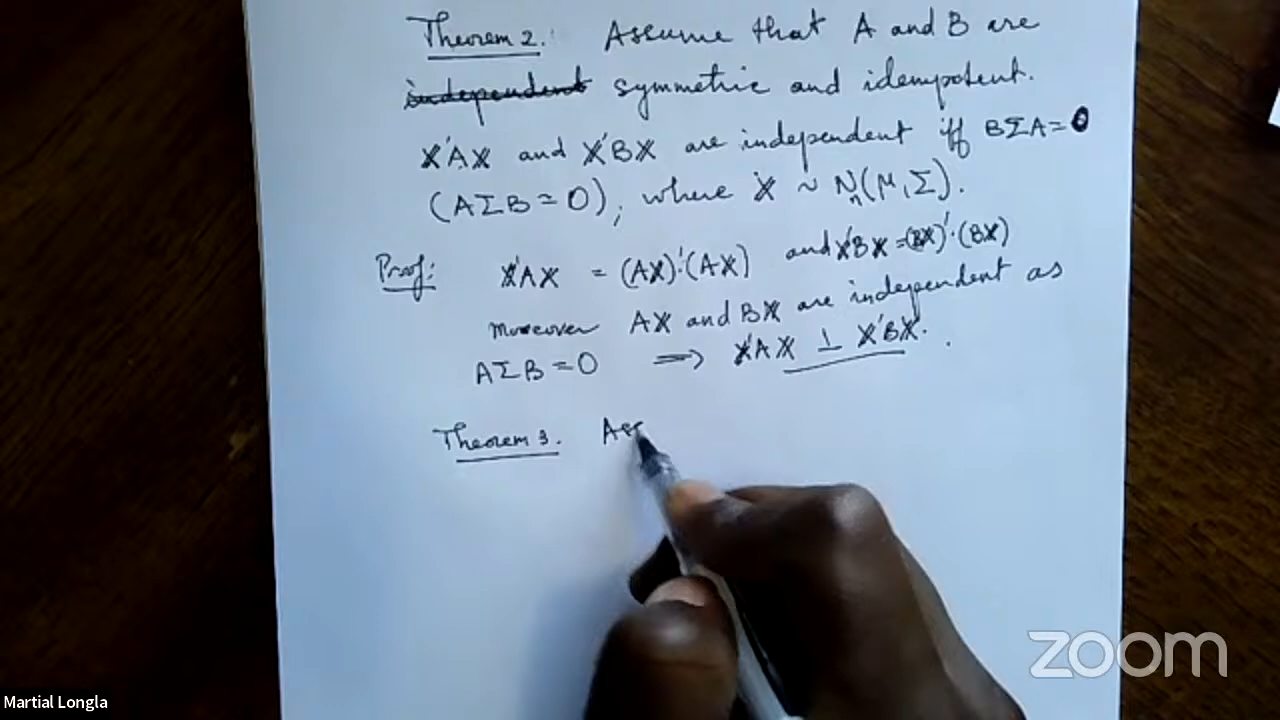 Theorem 2. Assume that A and B are
independent symmetric and idempotent.
X'AX and X'BX are independent iff BΣA=0
(AΣB=0), where X ~ Nn(μ,Σ).
Proof: X'AX = (AX)'·(AX) and X'BX =(BX)'·(BX)
Moreover AX and BX are independent as
AΣB=0 ⟹ X'AX ⊥ X'BX.
Theorem 3. Ass
zoom
Martial Longla